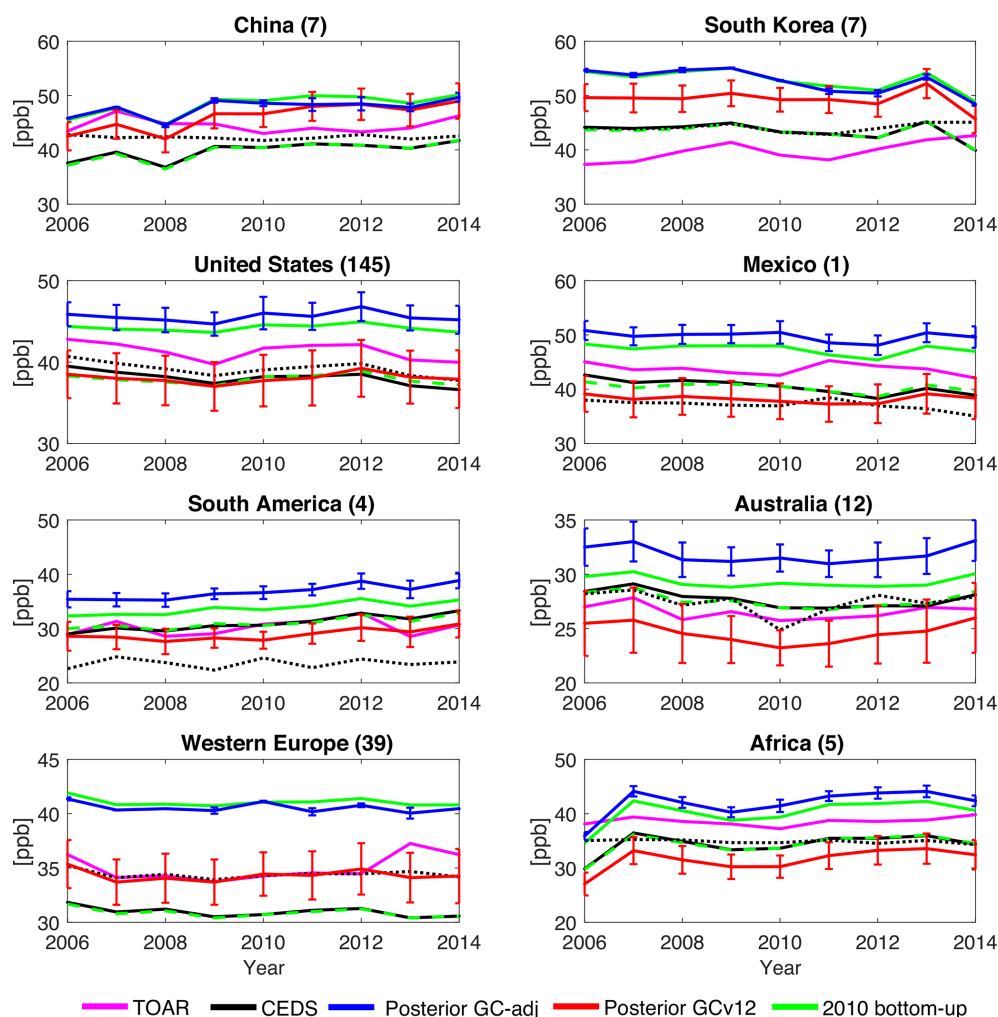 China (7)
South Korea (7)
60
50
40
30
[ppb]
2006 2008 2010 2012 2014
60
50
40
30
2006 2008 2010 2012 2014
United States (145)
Mexico (1)
50
40
30
[ppb]
2006 2008 2010 2012 2014
60
50
40
30
2006 2008 2010 2012 2014
South America (4)
Australia (12)
50
40
30
20
[ppb]
2006 2008 2010 2012 2014
35
30
25
20
[ppb]
2006 2008 2010 2012 2014
Western Europe (39)
Africa (5)
45
40
35
30
[ppb]
2006 2008 2010 2012 2014
Year
50
40
30
20
[ppb]
2006 2008 2010 2012 2014
Year
TOAR CEDS Posterior GC-adj Posterior GCv12 2010 bottom-up